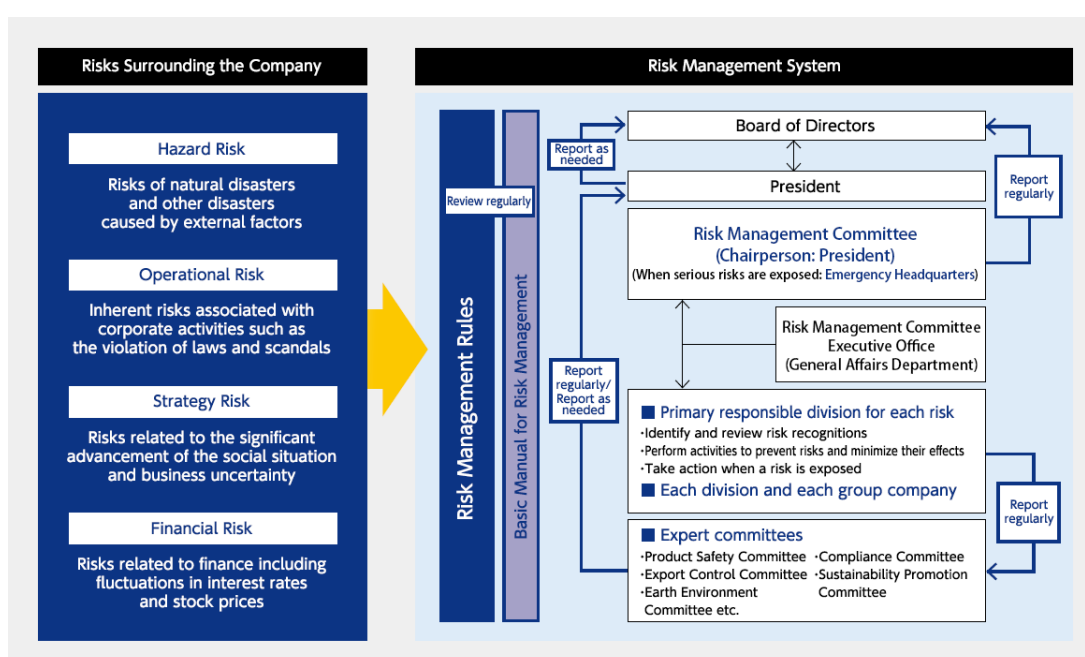 Risks Surrounding the Company
Hazard Risk
Risks of natural disasters
and other disasters
caused by external factors
Operational Risk
Inherent risks associated with
corporate activities such as
the violation of laws and scandals
Strategy Risk
Risks related to the significant
advancement of the social situation
and business uncertainty
Financial Risk
Risks related to finance including
fluctuations in interest rates
and stock prices
Risk Management System
Risk Management Rules
Review regularly
Basic Manual for Risk Management
Report as
needed
Board of Directors
President
Report
regularly
Risk Management Committee
(Chairperson: President)
(When serious risks are exposed: Emergency Headquarters)
Risk Management Committee
Executive Office
(General Affairs Department)
Report
regularly/
Report as
needed
■ Primary responsible division for each risk
·Identify and review risk recognitions
·Perform activities to prevent risks and minimize their effects
·Take action when a risk is exposed
■ Each division and each group company
Report
regularly
■ Expert committees
·Product Safety Committee
·Export Control Committee
·Earth Environment
Committee etc.
·Compliance Committee
·Sustainability Promotion
Committee